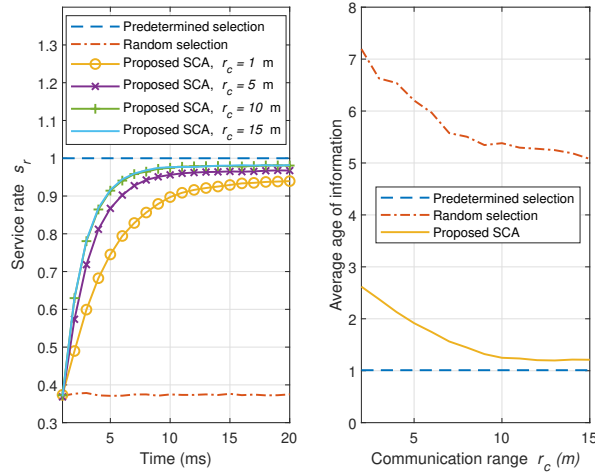 Predetermined selection
Random selection
Proposed SCA, r_c = 1 m
Proposed SCA, r_c = 5 m
Proposed SCA, r_c = 10 m
Proposed SCA, r_c = 15 m
1.3
1.2
1.1
1
0.9
0.8
0.7
0.6
0.5
0.4
0.3
Service rate s_r
5
10
15
20
Time (ms)
8
7
6
5
4
3
2
1
0
Average age of information
Predetermined selection
Random selection
Proposed SCA
5
10
15
Communication range r_c (m)